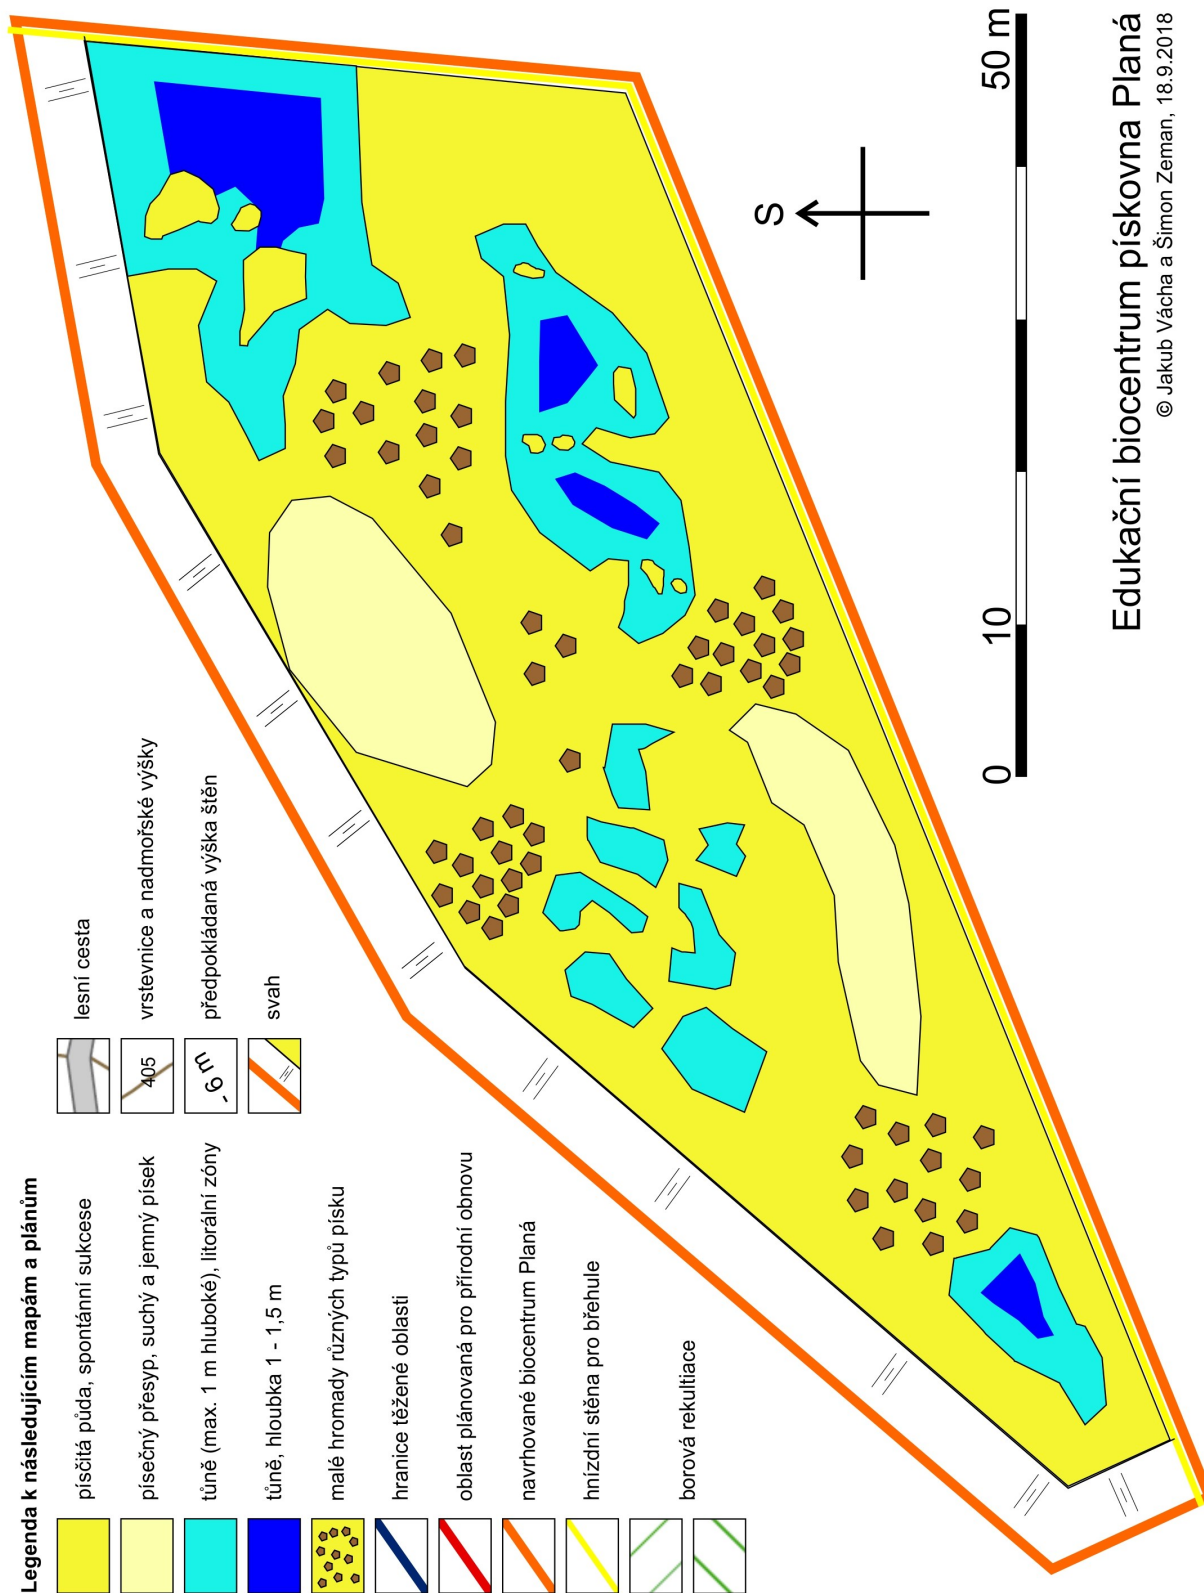 Legenda k následujícím mapám a plánům
písčitá půda, spontánní sukcese
písečný přesyp, suchý a jemný písek
tůně (max. 1 m hluboké), litorální zóny
tůně, hloubka 1 - 1,5 m
malé hromady různých typů písku
hranice těžené oblasti
oblast plánovaná pro přírodní obnovu
navrhované biocentrum Planá
hnízdní stěna pro břehule
borová rekultiace
lesní cesta
405
vrstevnice a nadmořské výšky
- 6 m
předpokládaná výška štěn
svah
S
0 10 50 m
Edukační biocentrum pískovna Planá
© Jakub Vácha a Šimon Zeman, 18.9.2018